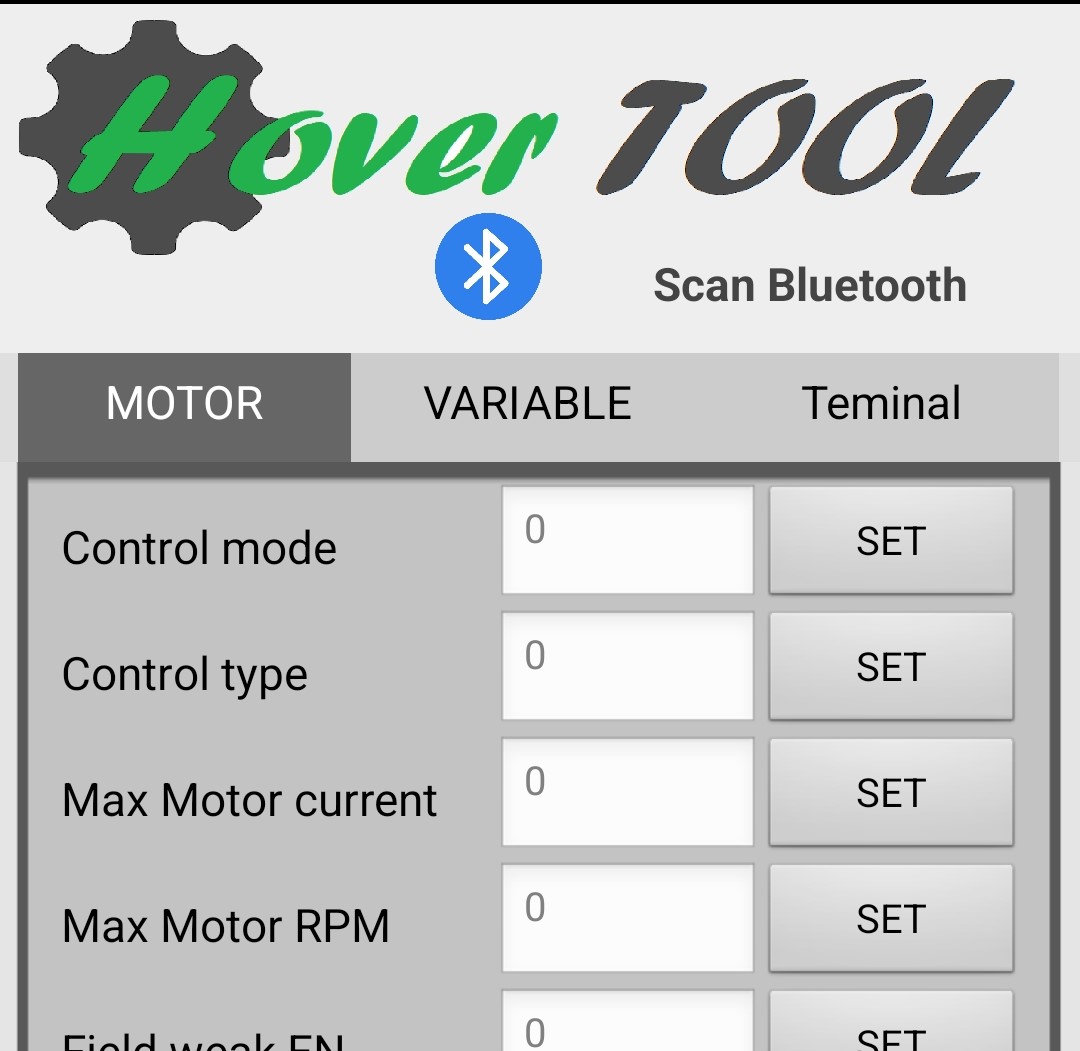 Hover TOOL
Scan Bluetooth
MOTOR VARIABLE Teminal
Control mode 0 SET
Control type 0 SET
Max Motor current 0 SET
Max Motor RPM 0 SET
Field weak EN 0 SET